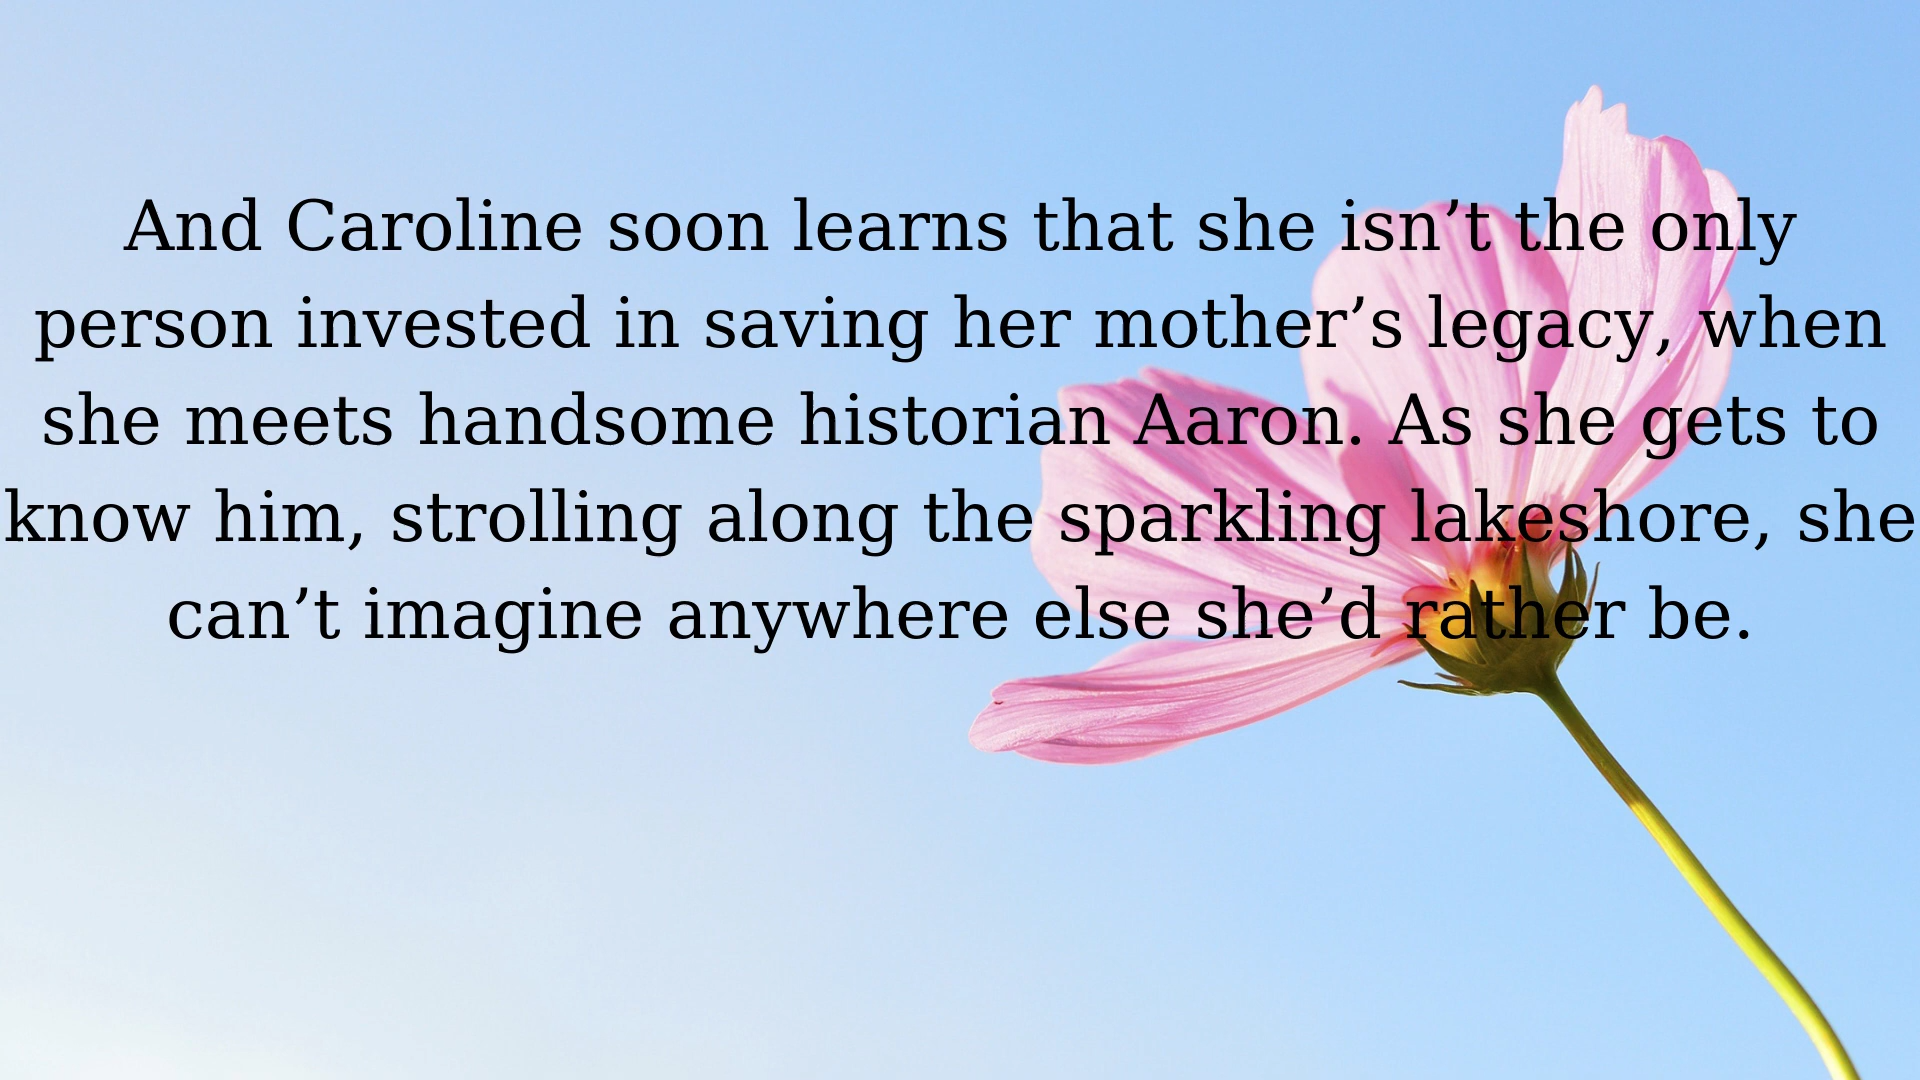 And Caroline soon learns that she isn’t the only
person invested in saving her mother’s legacy, when
she meets handsome historian Aaron. As she gets to
know him, strolling along the sparkling lakeshore, she
can’t imagine anywhere else she’d rather be.